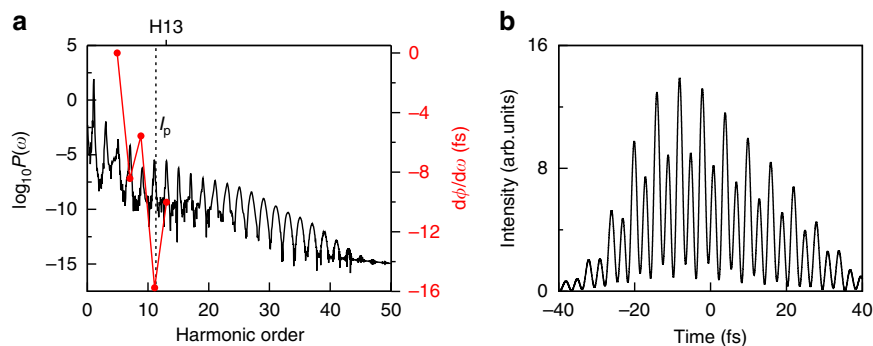 a
H13
5
0
−5
−10
−15
log10P(ω)
Ip
0
−4
−8
−12
−14
−16
dϕ/dω (fs)
0
10
20
30
40
50
Harmonic order
b
16
8
0
Intensity (arb.units)
−40
−20
0
20
40
Time (fs)